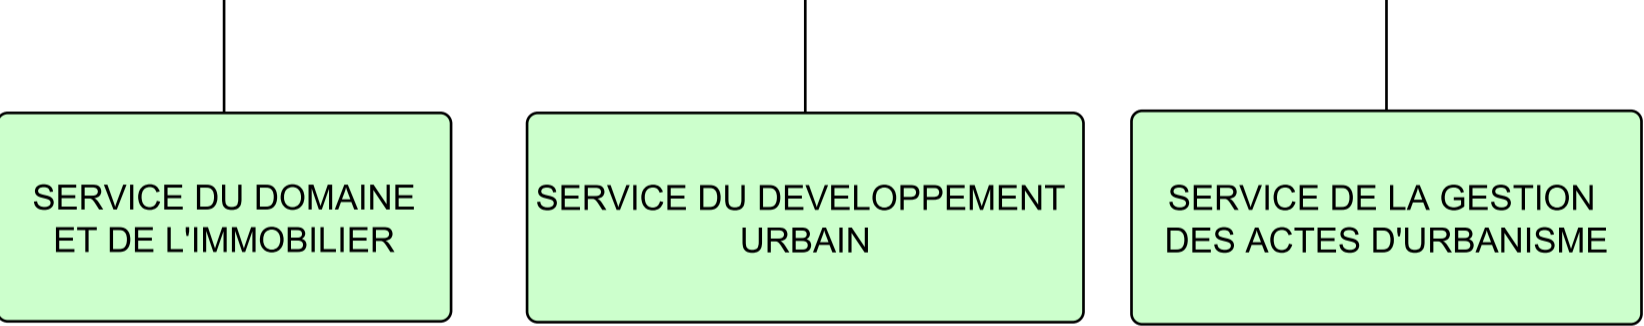 SERVICE DU DOMAINE
ET DE L'IMMOBILIER
SERVICE DU DEVELOPPEMENT
URBAIN
SERVICE DE LA GESTION
DES ACTES D'URBANISME